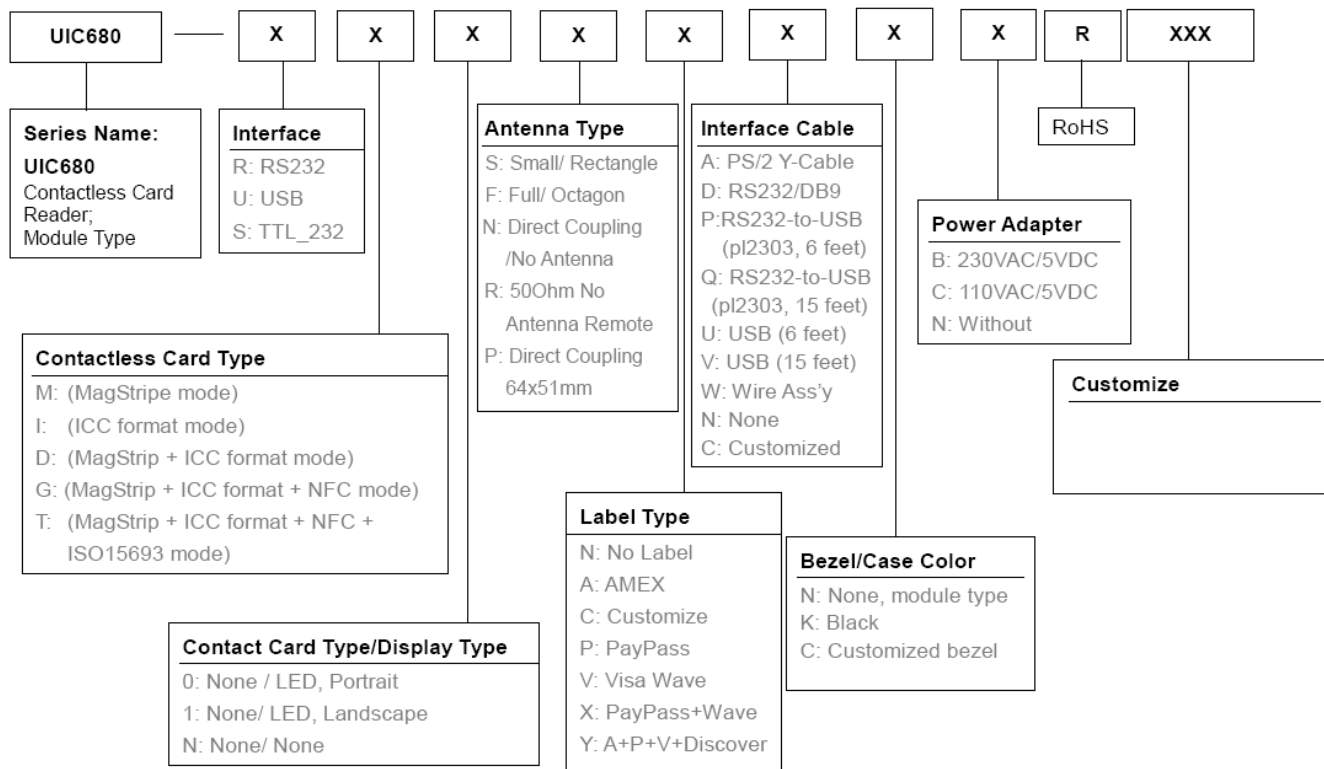 UIC680 — X X X X X X X X R XXX
Series Name:
UIC680
Contactless Card
Reader;
Module Type
Interface
R: RS232
U: USB
S: TTL_232
Antenna Type
S: Small/ Rectangle
F: Full/ Octagon
N: Direct Coupling
/No Antenna
R: 50Ohm No
Antenna Remote
P: Direct Coupling
64x51mm
Interface Cable
A: PS/2 Y-Cable
D: RS232/DB9
P:RS232-to-USB
(pl2303, 6 feet)
Q: RS232-to-USB
(pl2303, 15 feet)
U: USB (6 feet)
V: USB (15 feet)
W: Wire Ass'y
N: None
C: Customized
RoHS
Power Adapter
B: 230VAC/5VDC
C: 110VAC/5VDC
N: Without
Customize
Contactless Card Type
M: (MagStripe mode)
I: (ICC format mode)
D: (MagStrip + ICC format mode)
G: (MagStrip + ICC format + NFC mode)
T: (MagStrip + ICC format + NFC +
ISO15693 mode)
Label Type
N: No Label
A: AMEX
C: Customize
P: PayPass
V: Visa Wave
X: PayPass+Wave
Y: A+P+V+Discover
Bezel/Case Color
N: None, module type
K: Black
C: Customized bezel
Contact Card Type/Display Type
0: None / LED, Portrait
1: None/ LED, Landscape
N: None/ None